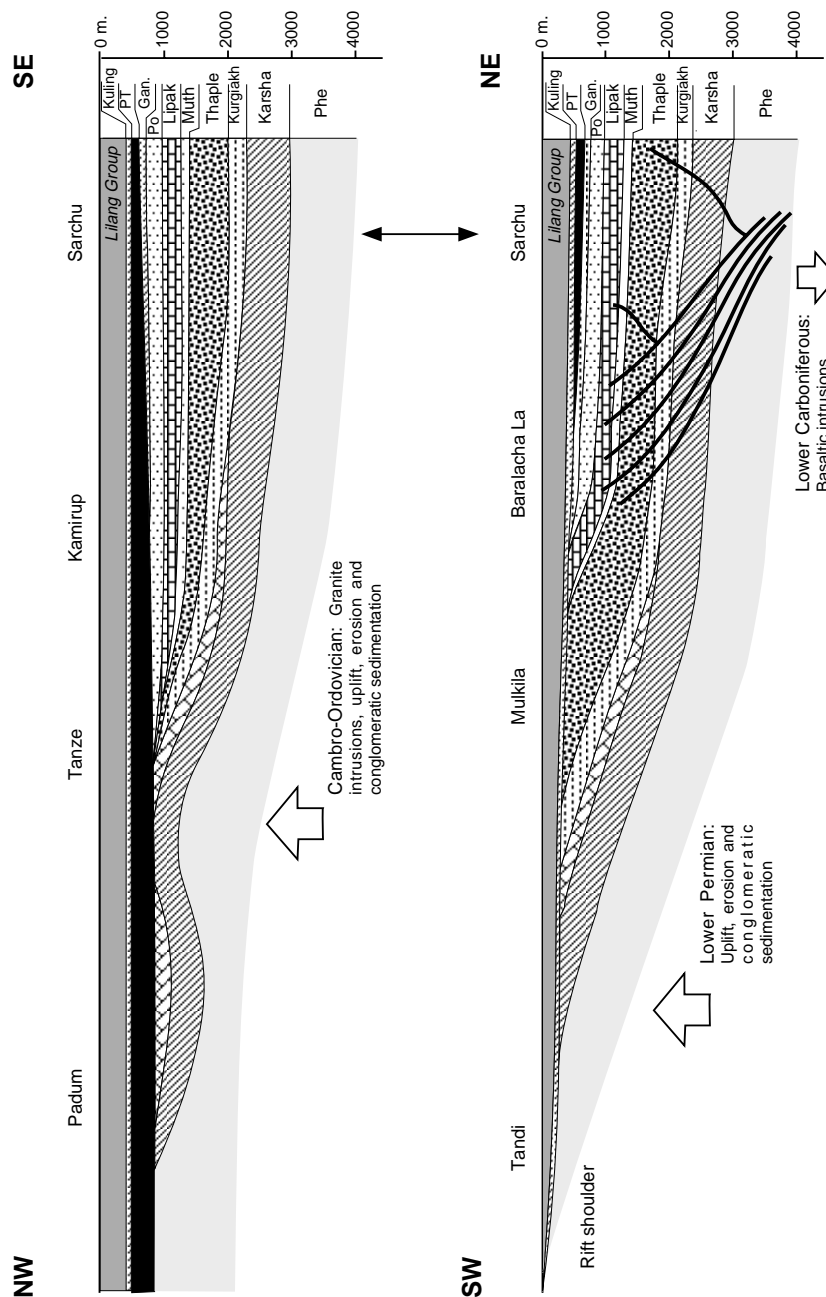 NW
SE
Padum
Tanze
Kamirup
Sarchu
0 m.
1000
2000
3000
4000
Lilang Group
Kuling
PT
Gan.
Po
Lipak
Muth
Thaple
Kurgiakh
Karsha
Phe
Cambro-Ordovician: Granite
intrusions, uplift, erosion and
conglomeratic sedimentation
SW
NE
Tandi
Mulkila
Baralacha La
Sarchu
0 m.
1000
2000
3000
4000
Lilang Group
Kuling
PT
Gan.
Po
Lipak
Muth
Thaple
Kurgiakh
Karsha
Phe
Rift shoulder
Lower Permian:
Uplift, erosion and
conglomeratic
sedimentation
Lower Carboniferous:
Basaltic intrusions